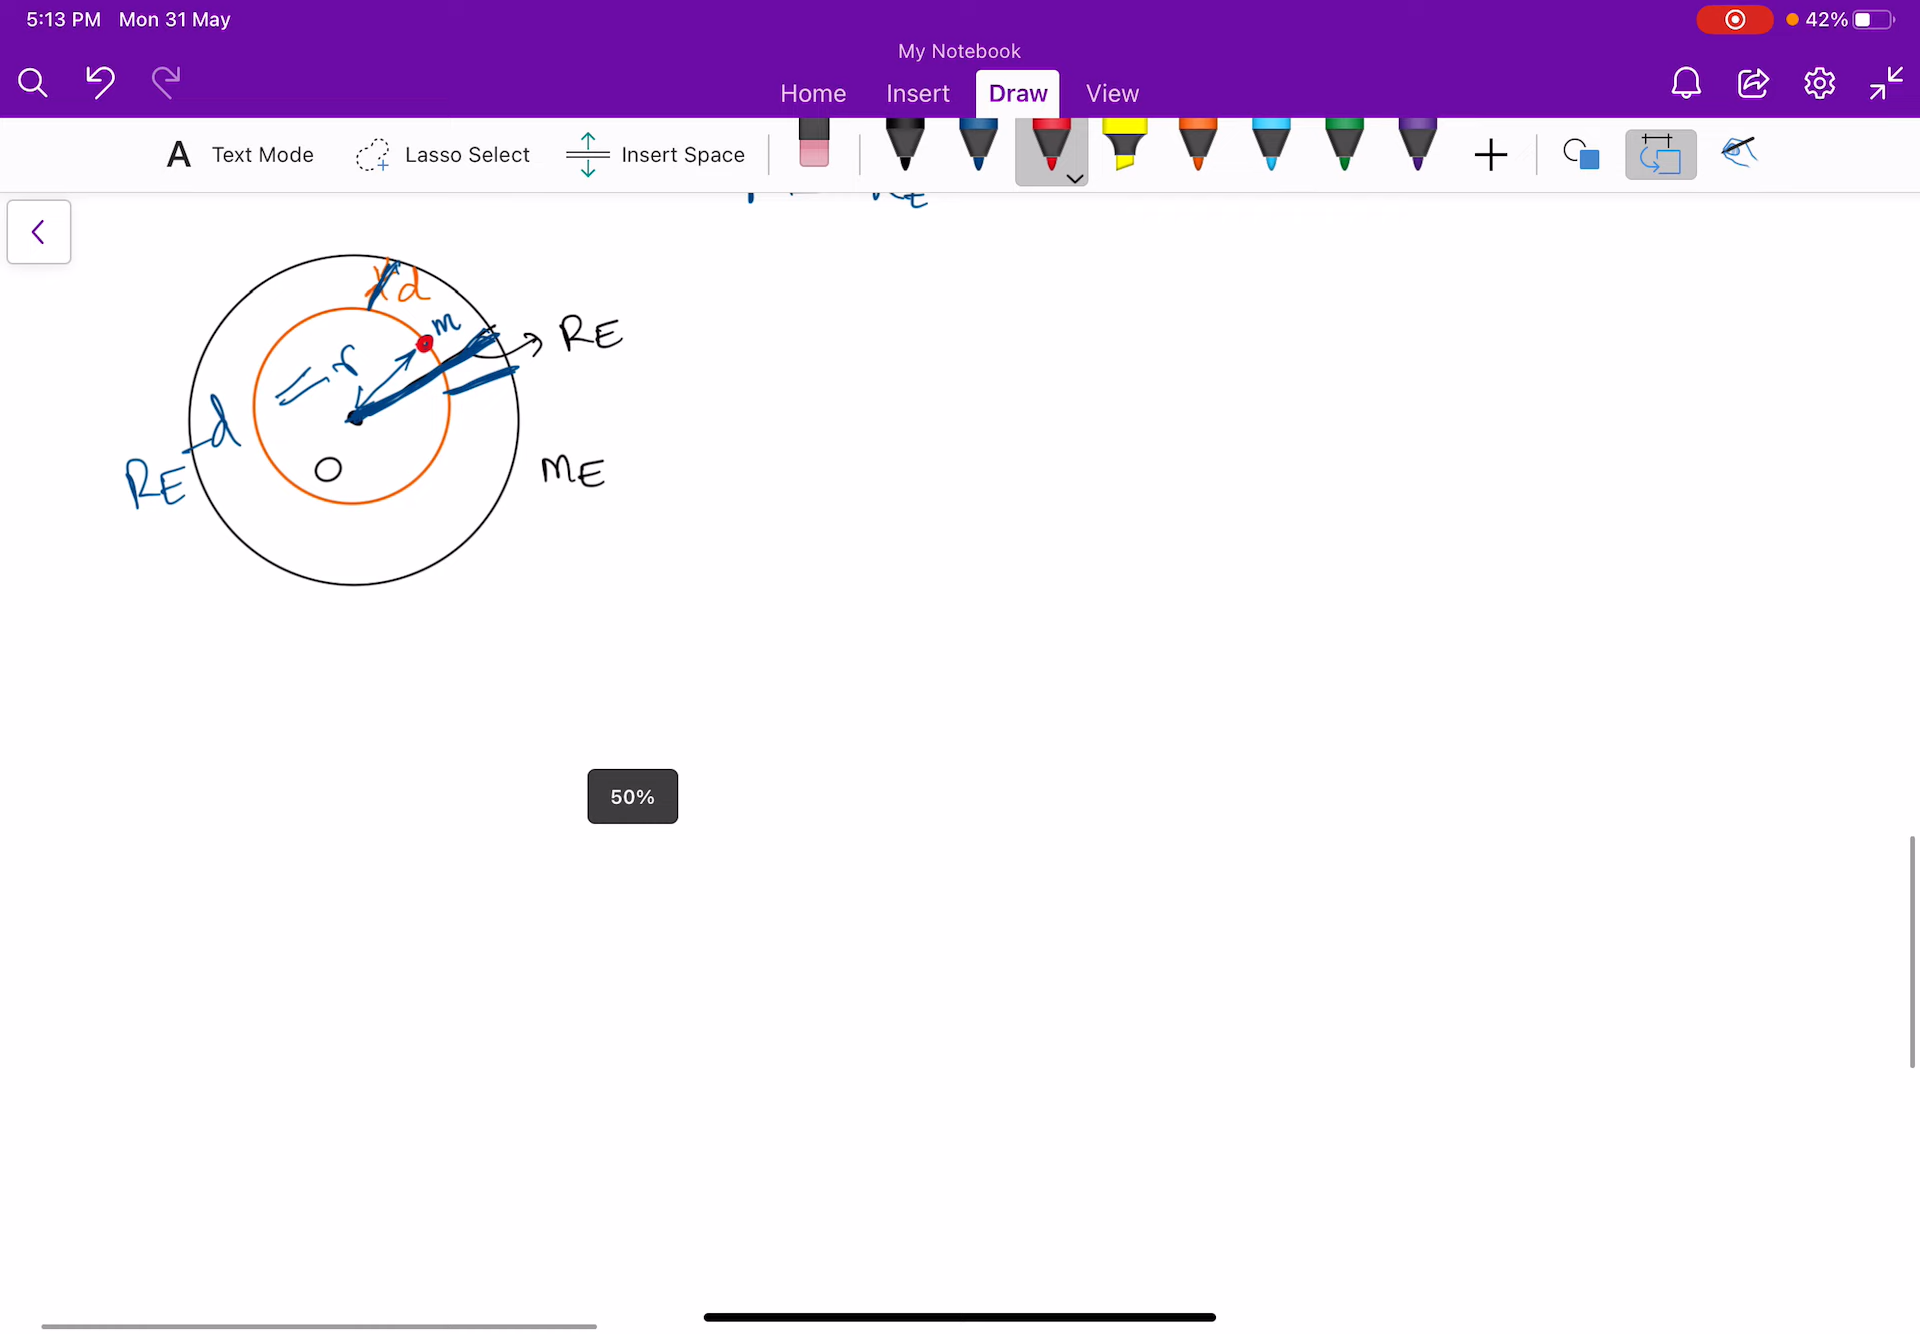 5:13 PM Mon 31 May
42%
My Notebook
Home Insert Draw View
A Text Mode Lasso Select Insert Space
RE
d
m
RE
r
RE-d
O
ME
50%